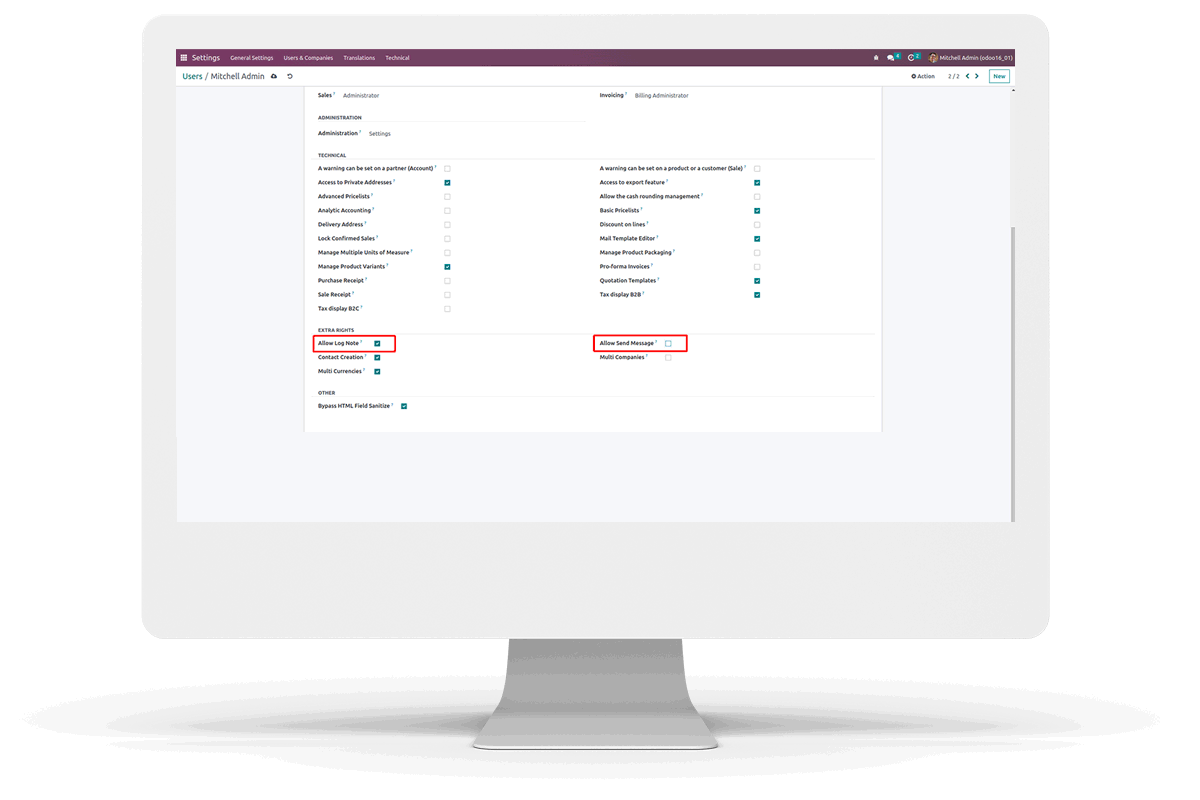 Settings General Settings Users & Companies Translations Technical 4 2 Mitchell Admin (odoo16_01)
Users / Mitchell Admin Action 2 / 2 New
Sales ? Administrator Invoicing ? Billing Administrator
ADMINISTRATION
Administration ? Settings
TECHNICAL
A warning can be set on a partner (Account) ? A warning can be set on a product or a customer (Sale) ?
Access to Private Addresses ? Access to export feature ?
Advanced Pricelists ? Allow the cash rounding management ?
Analytic Accounting ? Basic Pricelists ?
Delivery Address ? Discount on lines ?
Lock Confirmed Sales ? Mail Template Editor ?
Manage Multiple Units of Measure ? Manage Product Packaging ?
Manage Product Variants ? Pro-forma Invoices ?
Purchase Receipt ? Quotation Templates ?
Sale Receipt ? Tax display B2B ?
Tax display B2C ?
EXTRA RIGHTS
Allow Log Note ? Allow Send Message ?
Contact Creation ? Multi Companies ?
Multi Currencies ?
OTHER
Bypass HTML Field Sanitize ?